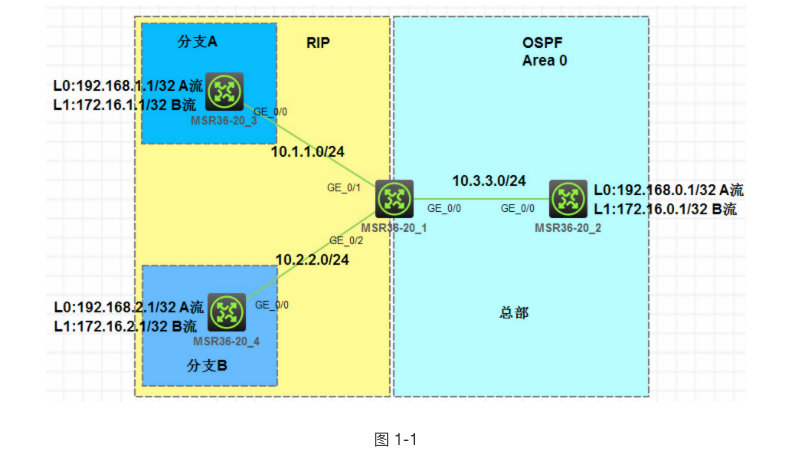 分支A
RIP
OSPF
Area 0
L0:192.168.1.1/32 A流
L1:172.16.1.1/32 B流
GE_0/0
MSR36-20_3
10.1.1.0/24
GE_0/1
10.3.3.0/24
L0:192.168.0.1/32 A流
L1:172.16.0.1/32 B流
GE_0/0
GE_0/0
MSR36-20_1
MSR36-20_2
GE_0/2
10.2.2.0/24
L0:192.168.2.1/32 A流
L1:172.16.2.1/32 B流
GE_0/0
MSR36-20_4
总部
分支B
图 1-1